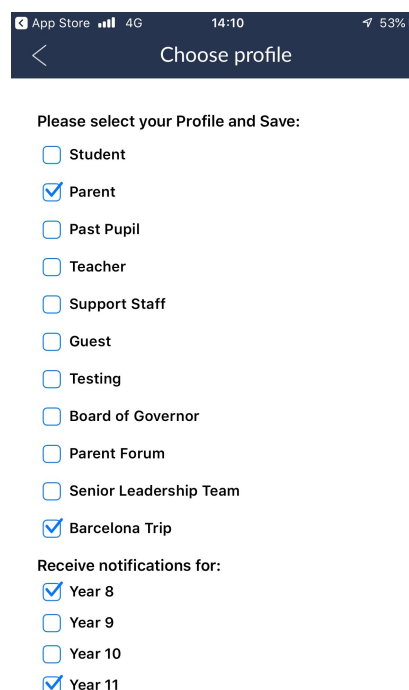 App Store 4G 14:10 53%
Choose profile
Please select your Profile and Save:
Student
Parent
Past Pupil
Teacher
Support Staff
Guest
Testing
Board of Governor
Parent Forum
Senior Leadership Team
Barcelona Trip
Receive notifications for:
Year 8
Year 9
Year 10
Year 11